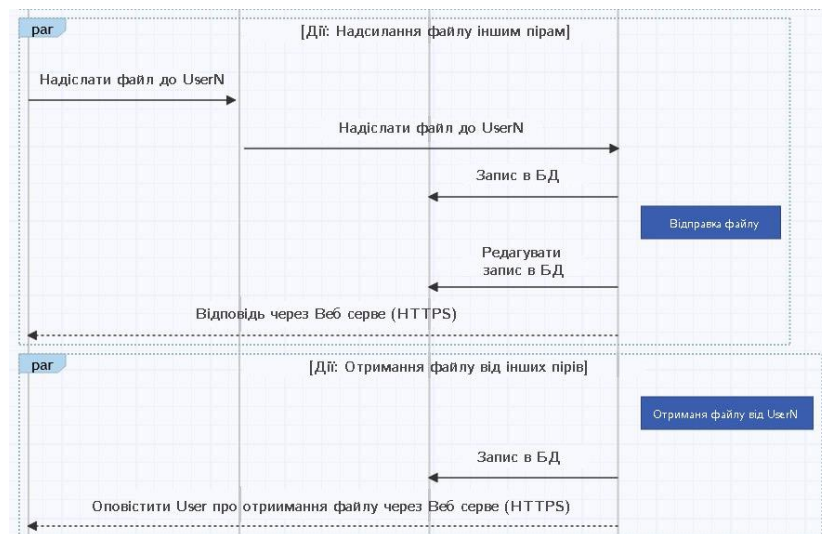 par
[Дії: Надсилання файлу іншим пірам]
Надіслати файл до UserN
Надіслати файл до UserN
Запис в БД
Відправка файлу
Редагувати
запис в БД
Відповідь через Веб серве (HTTPS)
par
[Дії: Отримання файлу від інших пірів]
Отриманя файлу від UserN
Запис в БД
Оповістити User про отриимання файлу через Веб серве (HTTPS)